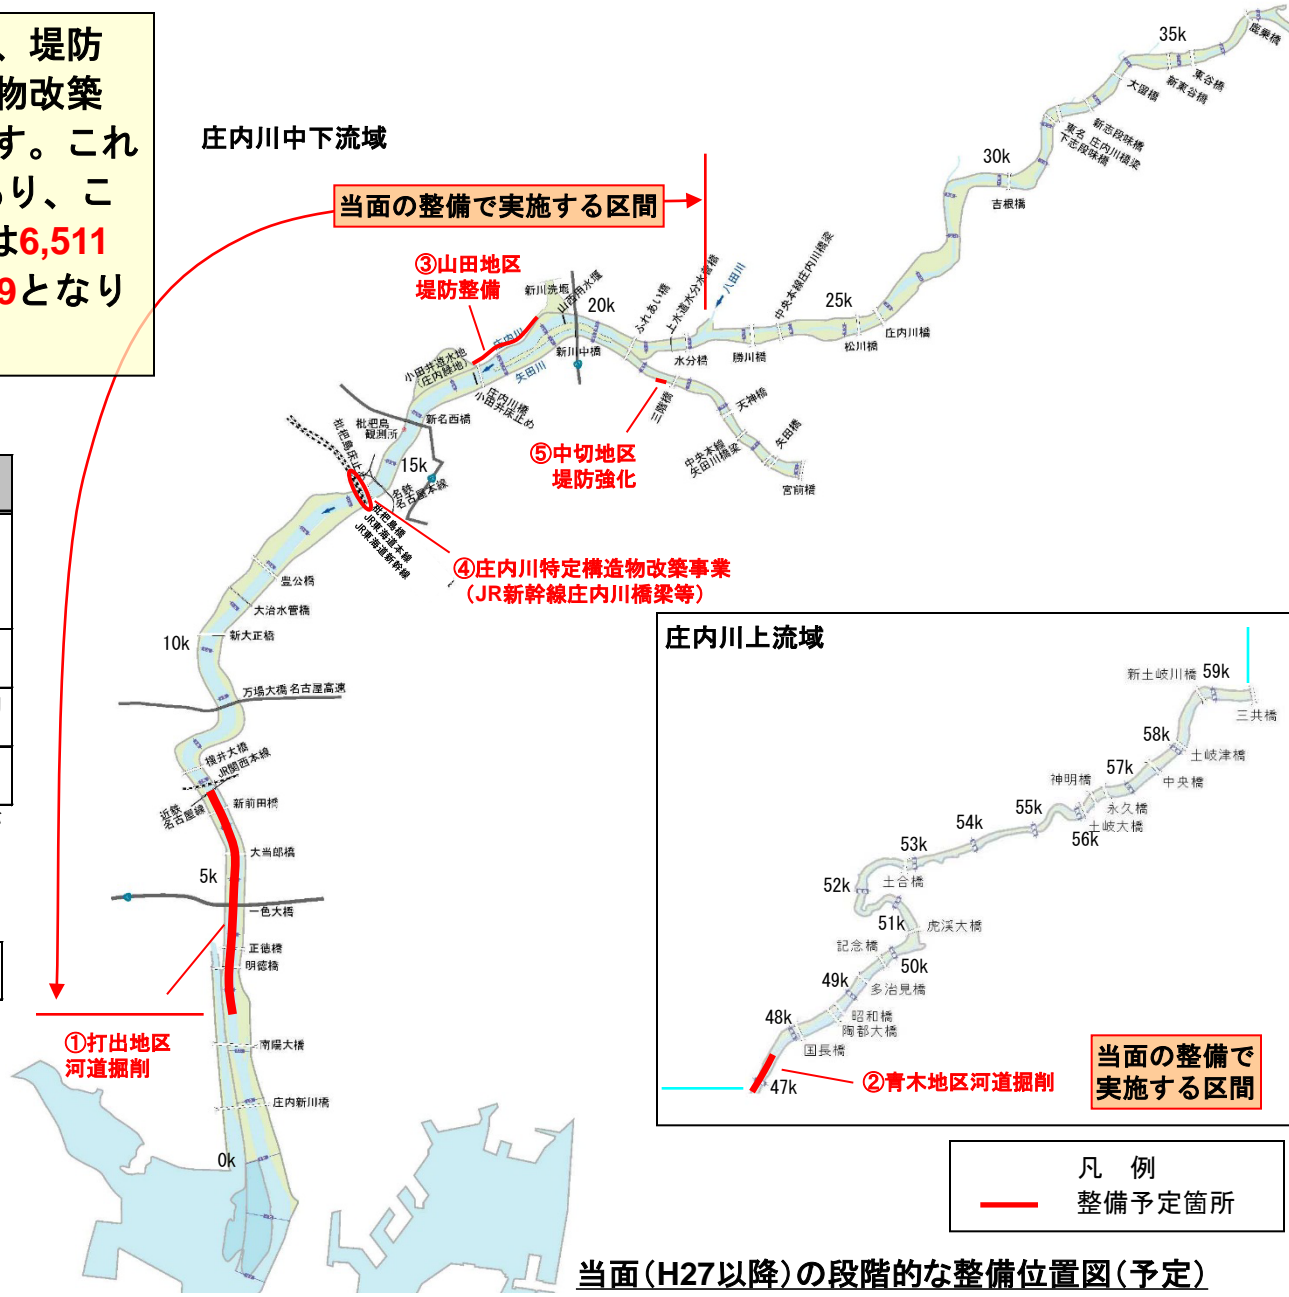 、堤防
物改築
す。これ
り、こ
は6,511
9となり
庄内川中下流域
当面の整備で実施する区間
③山田地区
堤防整備
新川洗堰
山西用水堰
20k
ふれあい橋
上水道水分水管橋
八田川
中央本線庄内川橋梁
25k
庄内川橋
松川橋
勝川橋
水分橋
30k
吉根橋
35k
鹿乗橋
東谷橋
新東谷橋
大留橋
新志段味橋
東名 庄内川橋梁
下志段味橋
庄内川
矢田川
新川中橋
小田井遊水地
(庄内緑地)
庄内川橋
小田井床止め
三階橋
天神橋
矢田橋
中央本線
矢田川橋梁
宮前橋
⑤中切地区
堤防強化
新名西橋
枇杷島
観測所
枇杷島床止め
15k
名鉄
名古屋本線
枇杷島橋
JR東海道本線
JR東海道新幹線
④庄内川特定構造物改築事業
（JR新幹線庄内川橋梁等）
豊公橋
大治水管橋
10k
新大正橋
万場大橋 名古屋高速
横井大橋
JR関西本線
近鉄
名古屋線
新前田橋
大当郎橋
5k
一色大橋
正徳橋
明徳橋
①打出地区
河道掘削
南陽大橋
庄内新川橋
0k
庄内川上流域
新土岐川橋
59k
三共橋
58k
土岐津橋
57k
中央橋
神明橋
永久橋
土岐大橋
56k
55k
54k
53k
土合橋
52k
51k
虎渓大橋
記念橋
50k
49k
多治見橋
昭和橋
陶都大橋
48k
国長橋
47k
②青木地区河道掘削
当面の整備で
実施する区間
凡 例
整備予定箇所
当面（H27以降）の段階的な整備位置図（予定）